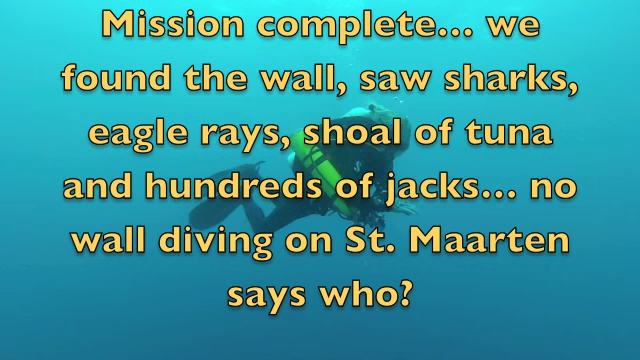 Mission complete... we
found the wall, saw sharks,
eagle rays, shoal of tuna
and hundreds of jacks... no
wall diving on St. Maarten
says who?